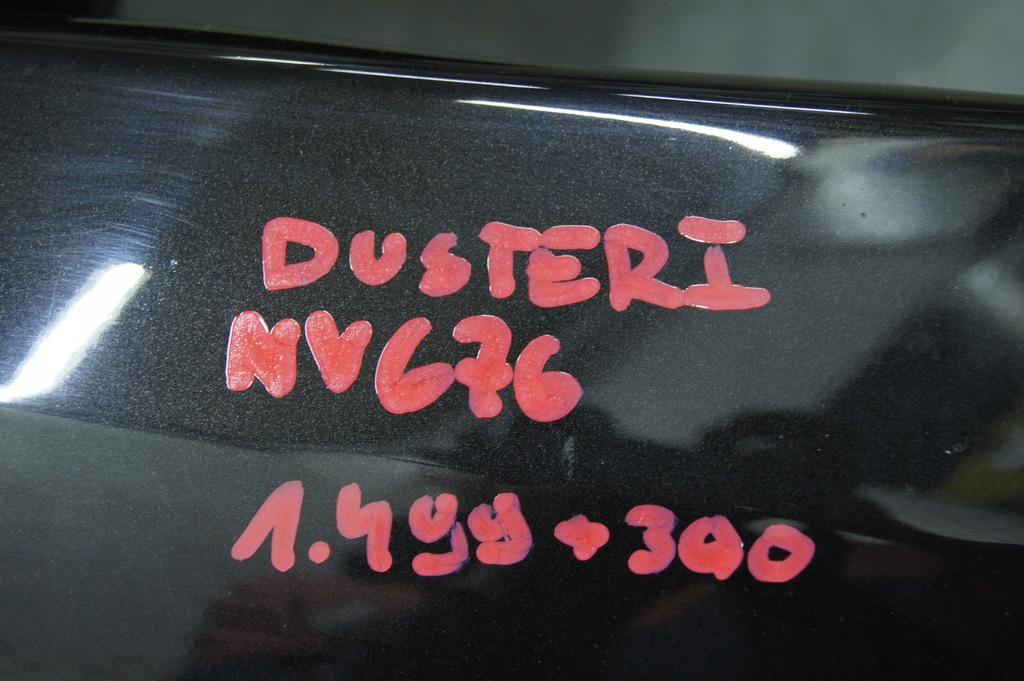 DUSTER I
NV676
1.499 + 300